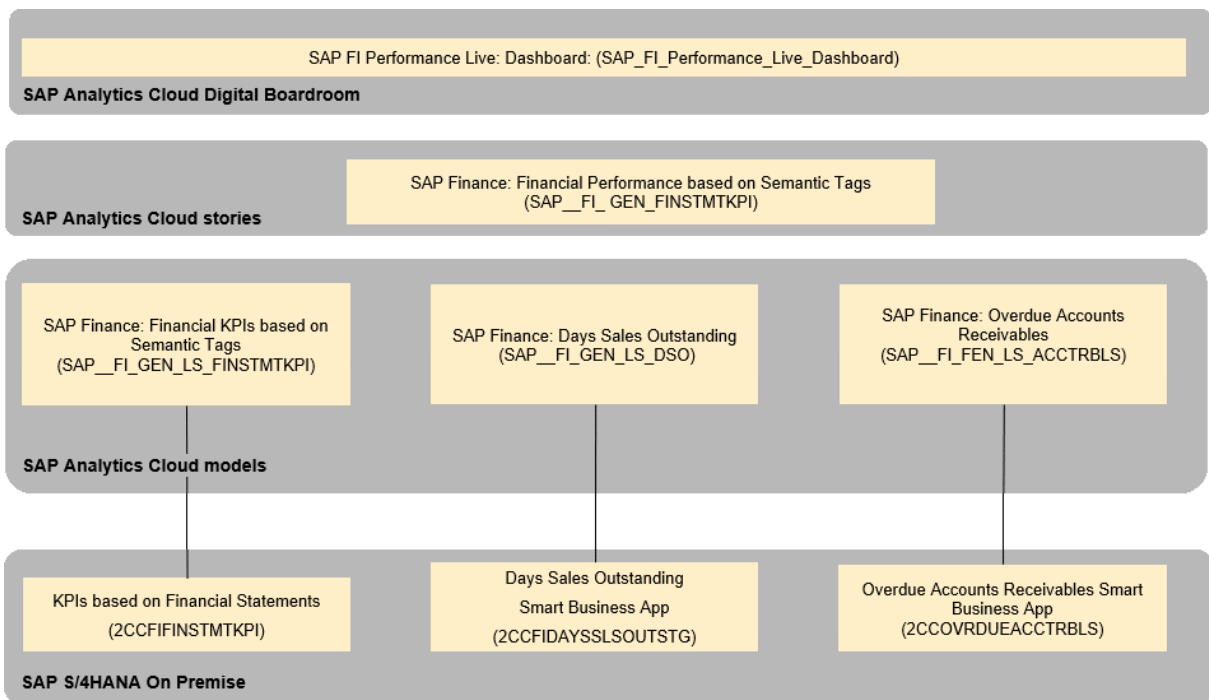 SAP FI Performance Live: Dashboard: (SAP_FI_Performance_Live_Dashboard)
SAP Analytics Cloud Digital Boardroom
SAP Finance: Financial Performance based on Semantic Tags
(SAP__FI_ GEN_FINSTMTKPI)
SAP Analytics Cloud stories
SAP Finance: Financial KPIs based on
Semantic Tags
(SAP__FI_GEN_LS_FINSTMTKPI)
SAP Finance: Days Sales Outstanding
(SAP__FI_GEN_LS_DSO)
SAP Finance: Overdue Accounts
Receivables
(SAP__FI_FEN_LS_ACCTRBLS)
SAP Analytics Cloud models
KPIs based on Financial Statements
(2CCFIFINSTMTKPI)
Days Sales Outstanding
Smart Business App
(2CCFIDAYSSLSOUTSTG)
Overdue Accounts Receivables Smart
Business App
(2CCOVRDUEACCTRBLS)
SAP S/4HANA On Premise